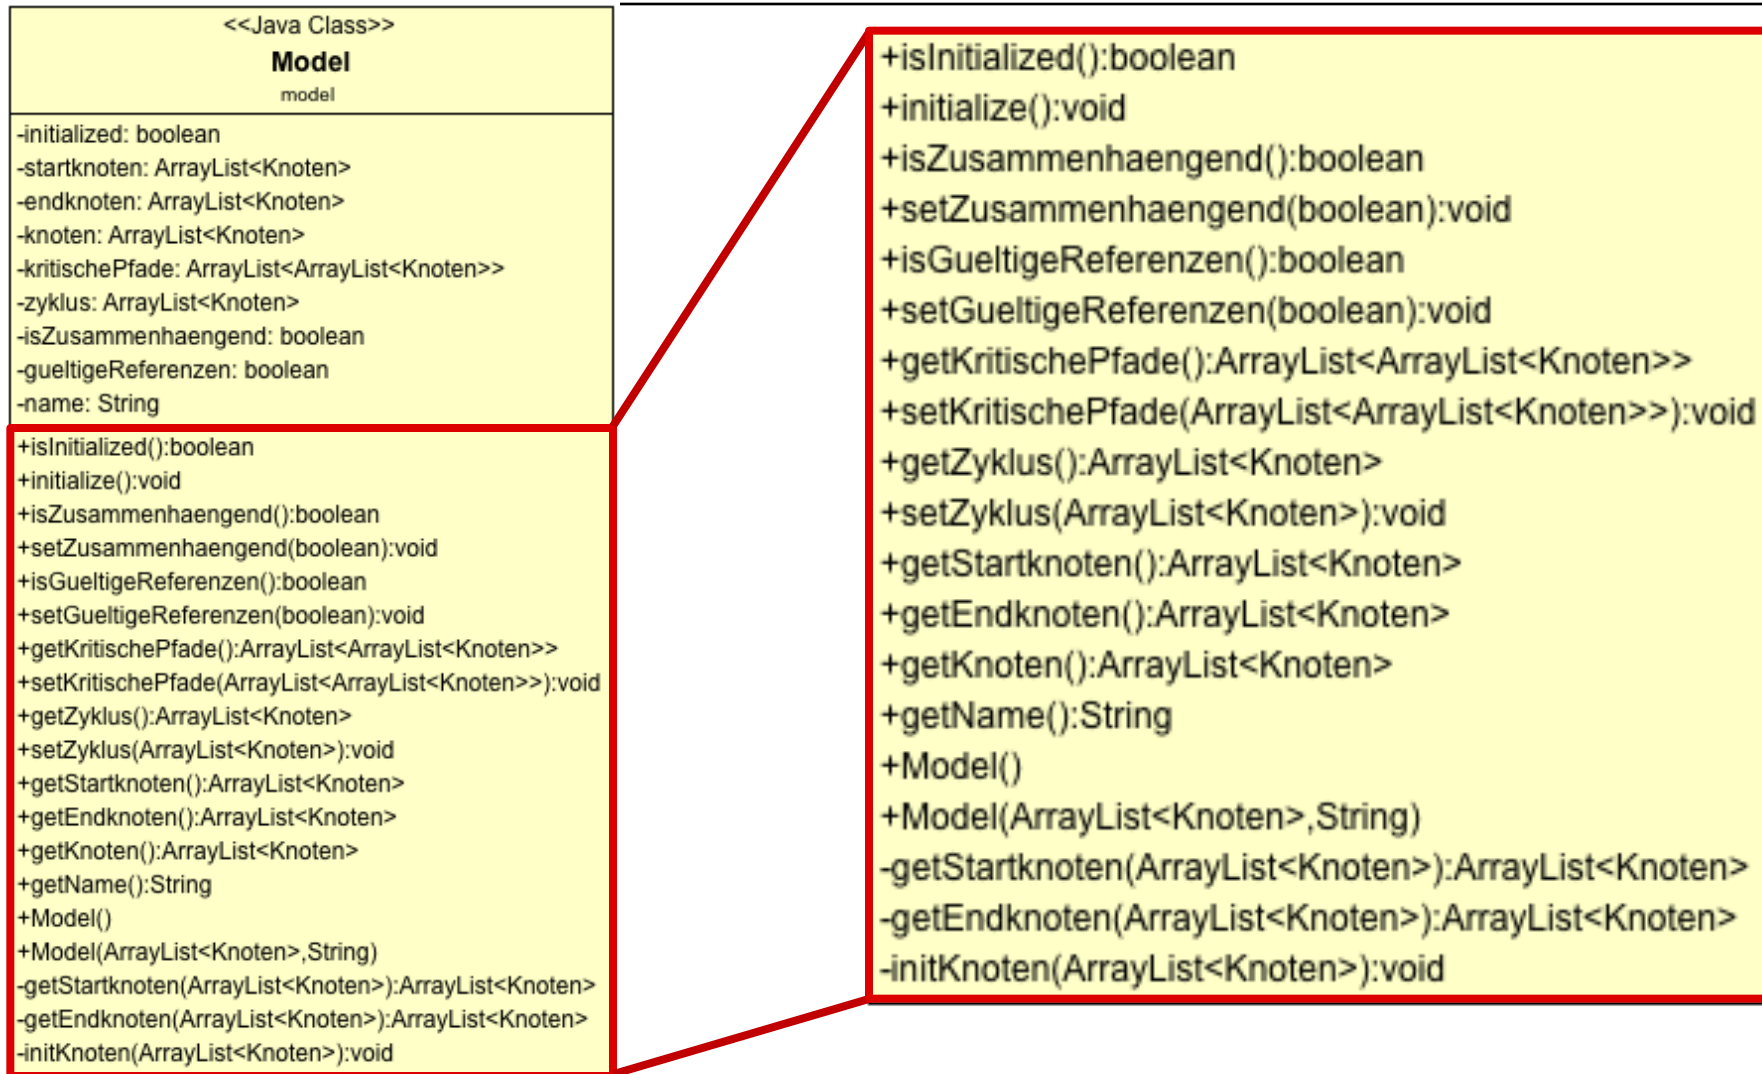 <<Java Class>>
Model
model
-initialized: boolean
-startknoten: ArrayList<Knoten>
-endknoten: ArrayList<Knoten>
-knoten: ArrayList<Knoten>
-kritischePfade: ArrayList<ArrayList<Knoten>>
-zyklus: ArrayList<Knoten>
-isZusammenhaengend: boolean
-gueltigeReferenzen: boolean
-name: String
+isInitialized():boolean
+initialize():void
+isZusammenhaengend():boolean
+setZusammenhaengend(boolean):void
+isGueltigeReferenzen():boolean
+setGueltigeReferenzen(boolean):void
+getKritischePfade():ArrayList<ArrayList<Knoten>>
+setKritischePfade(ArrayList<ArrayList<Knoten>>):void
+getZyklus():ArrayList<Knoten>
+setZyklus(ArrayList<Knoten>):void
+getStartknoten():ArrayList<Knoten>
+getEndknoten():ArrayList<Knoten>
+getKnoten():ArrayList<Knoten>
+getName():String
+Model()
+Model(ArrayList<Knoten>,String)
-getStartknoten(ArrayList<Knoten>):ArrayList<Knoten>
-getEndknoten(ArrayList<Knoten>):ArrayList<Knoten>
-initKnoten(ArrayList<Knoten>):void
+isInitialized():boolean
+initialize():void
+isZusammenhaengend():boolean
+setZusammenhaengend(boolean):void
+isGueltigeReferenzen():boolean
+setGueltigeReferenzen(boolean):void
+getKritischePfade():ArrayList<ArrayList<Knoten>>
+setKritischePfade(ArrayList<ArrayList<Knoten>>):void
+getZyklus():ArrayList<Knoten>
+setZyklus(ArrayList<Knoten>):void
+getStartknoten():ArrayList<Knoten>
+getEndknoten():ArrayList<Knoten>
+getKnoten():ArrayList<Knoten>
+getName():String
+Model()
+Model(ArrayList<Knoten>,String)
-getStartknoten(ArrayList<Knoten>):ArrayList<Knoten>
-getEndknoten(ArrayList<Knoten>):ArrayList<Knoten>
-initKnoten(ArrayList<Knoten>):void